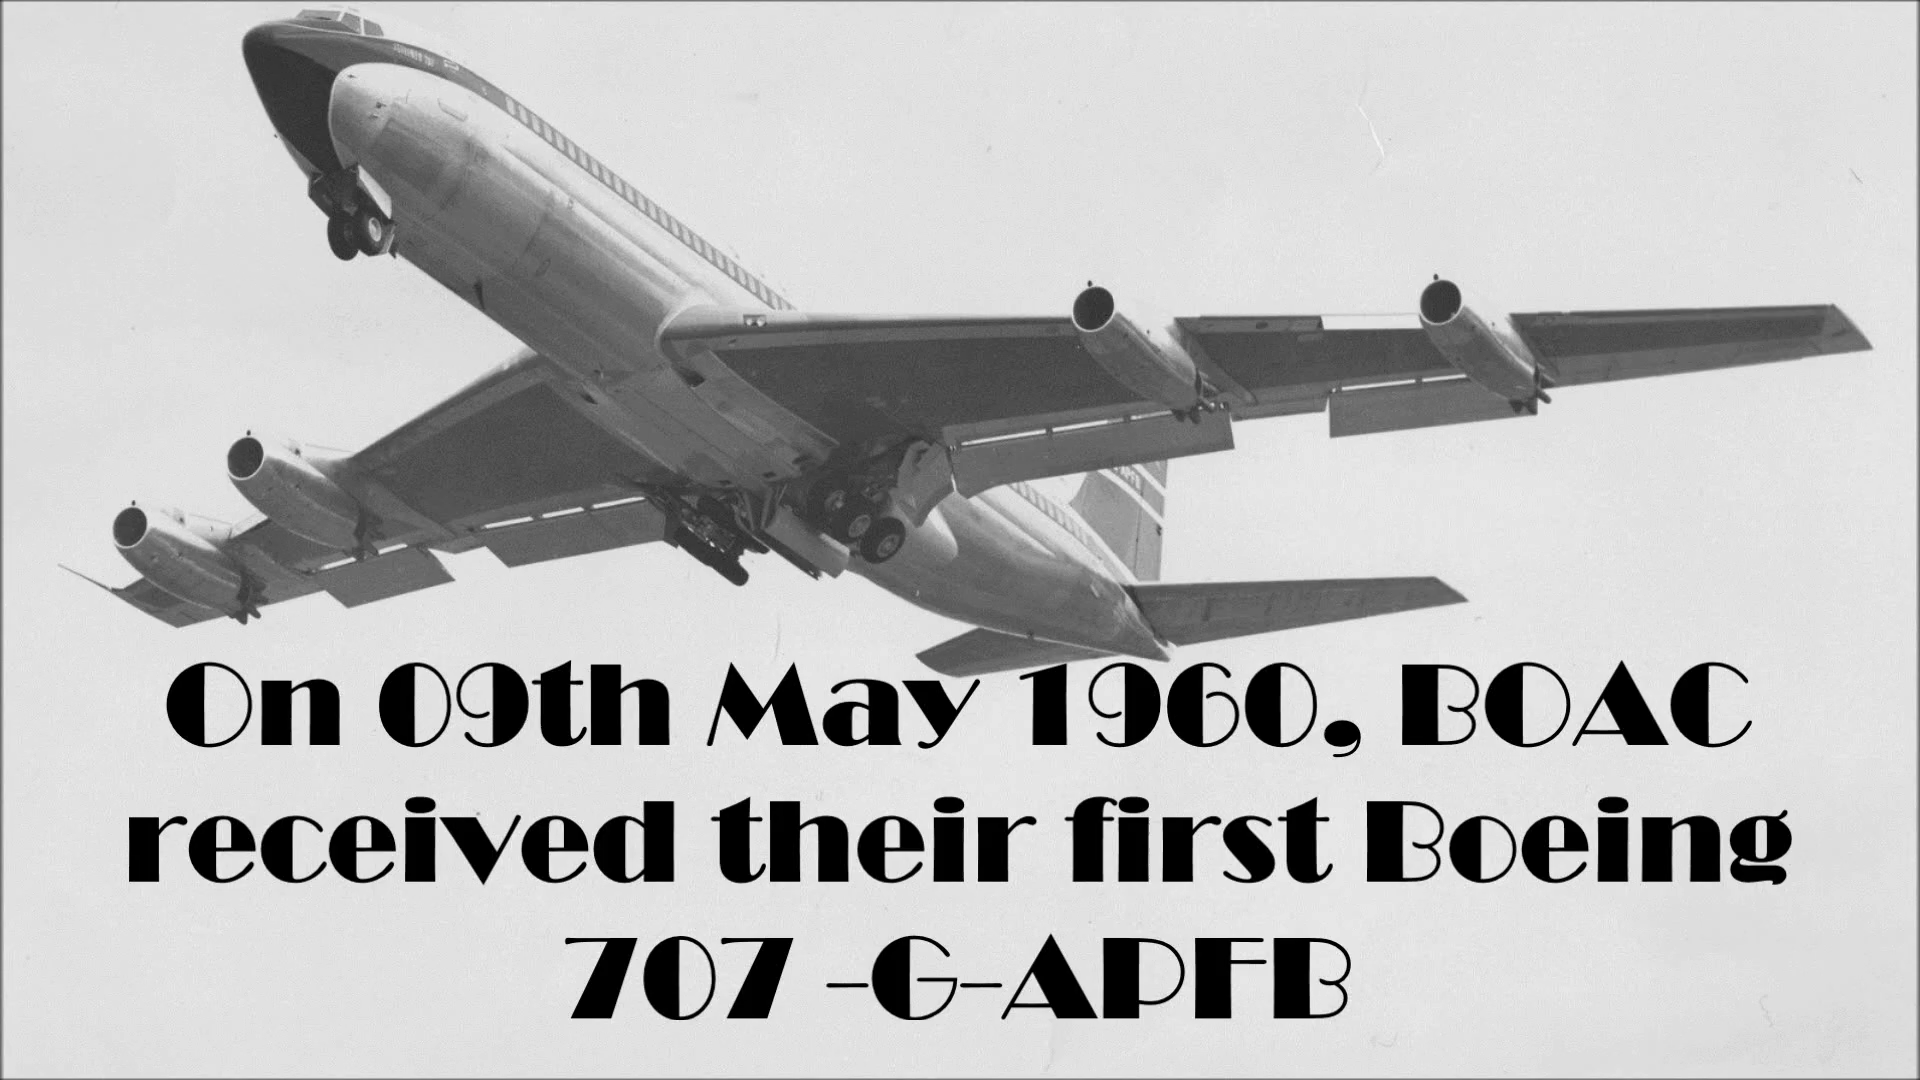 On 09th May 1960, BOAC
received their first Boeing
707 -G-APFB